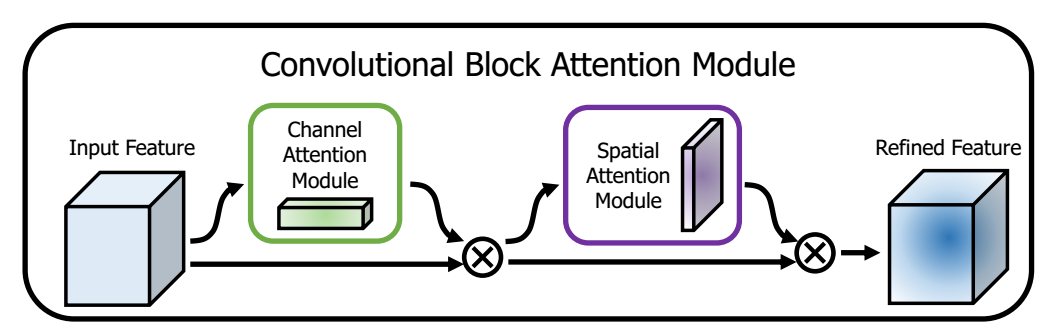 Convolutional Block Attention Module
Input Feature
Channel
Attention
Module
Spatial
Attention
Module
Refined Feature